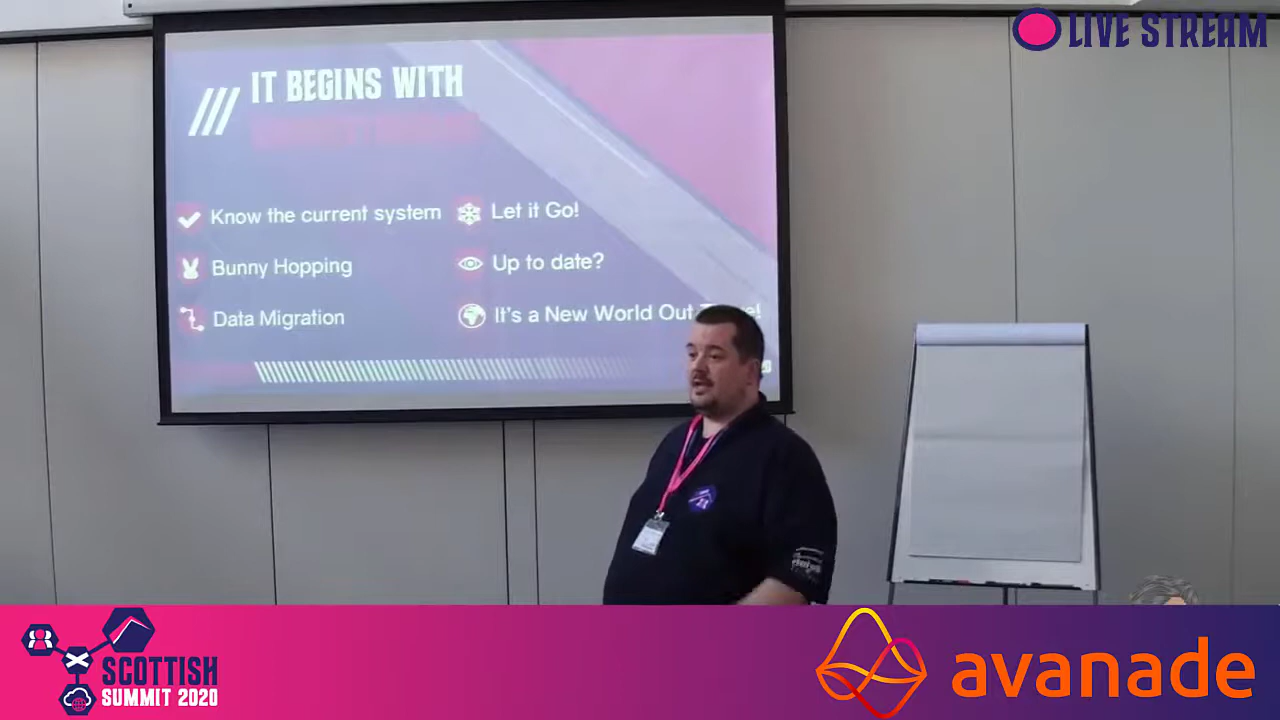 LIVE STREAM
IT BEGINS WITH
Know the current system
Let it Go!
Bunny Hopping
Up to date?
Data Migration
It's a New World Out
SCOTTISH
SUMMIT 2020
avanade